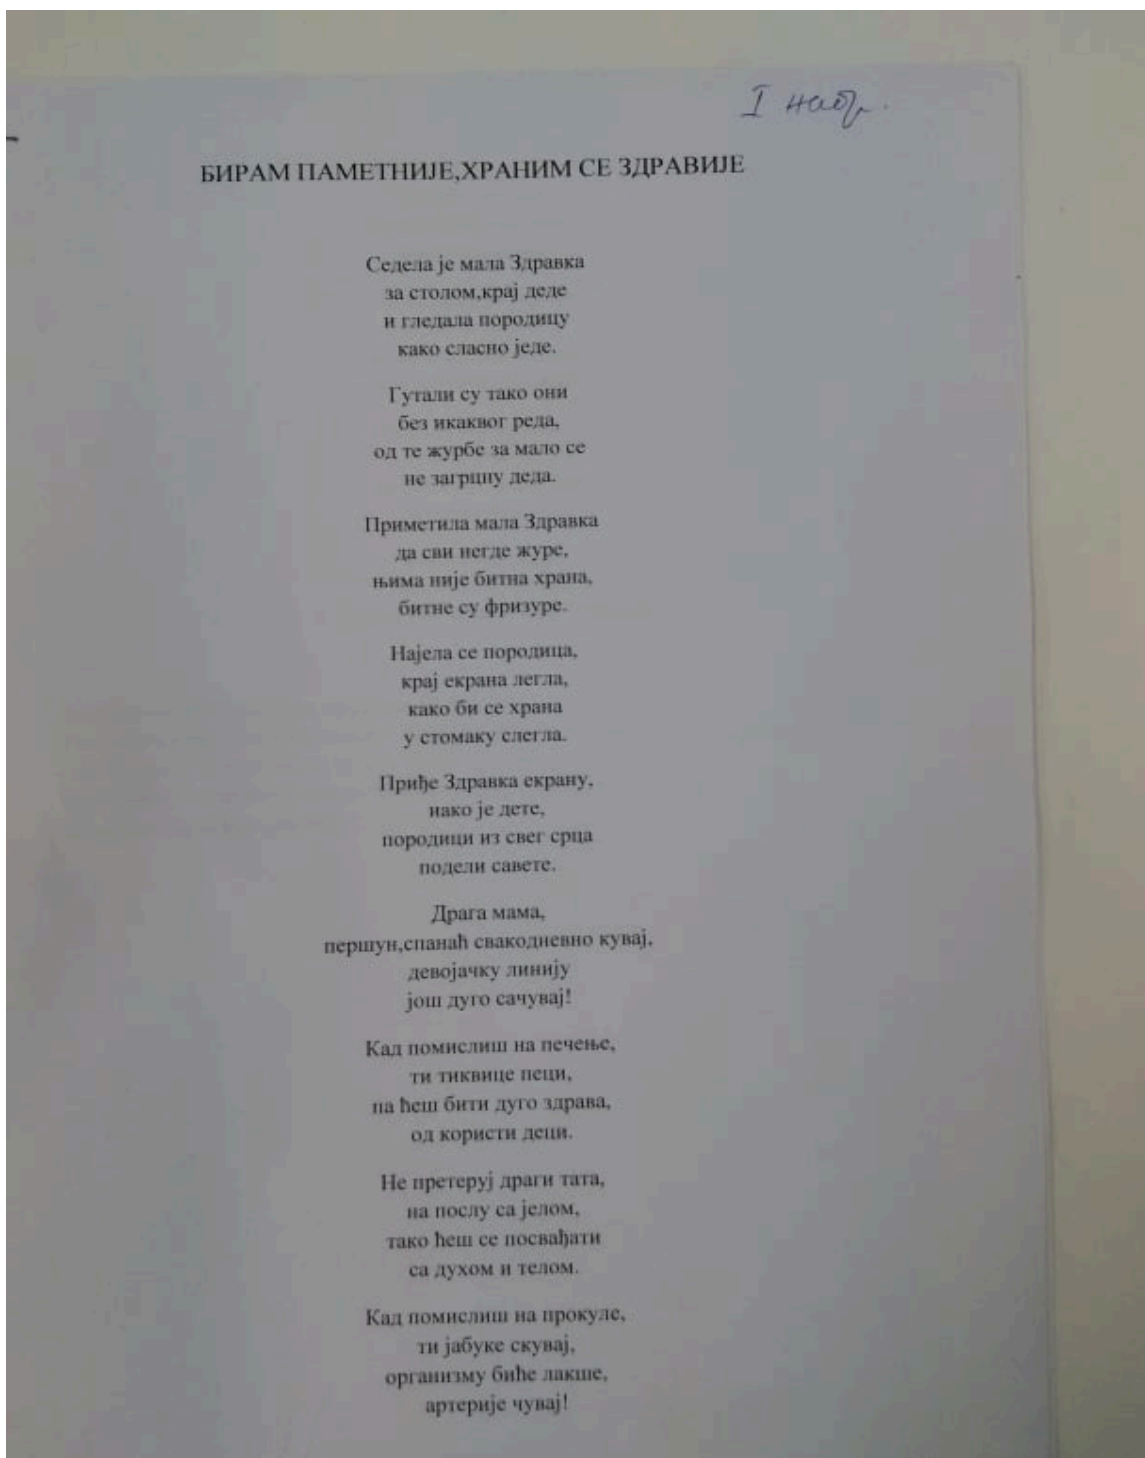 I награ.
БИРАМ ПАМЕТНИЈЕ,ХРАНИМ СЕ ЗДРАВИЈЕ
Седела је мала Здравка
за столом,крај деде
и гледала породицу
како сласно једе.
Гутали су тако они
без икаквог реда,
од те журбе за мало се
не загрцну деда.
Приметила мала Здравка
да сви негде журе,
њима није битна храна,
битне су фризуре.
Најела се породица,
крај екрана легла,
како би се храна
у стомаку слегла.
Приђе Здравка екрану,
иако је дете,
породици из свег срца
подели савете.
Драга мама,
першун,спанаћ свакодневно кувај,
девојачку линију
још дуго сачувај!
Кад помислиш на печење,
ти тиквице пеци,
па ћеш бити дуго здрава,
од користи деци.
Не претеруј драги тата,
на послу са јелом,
тако ћеш се посвађати
са духом и телом.
Кад помислиш на прокуле,
ти јабуке скувај,
организму биће лакше,
артерије чувај!